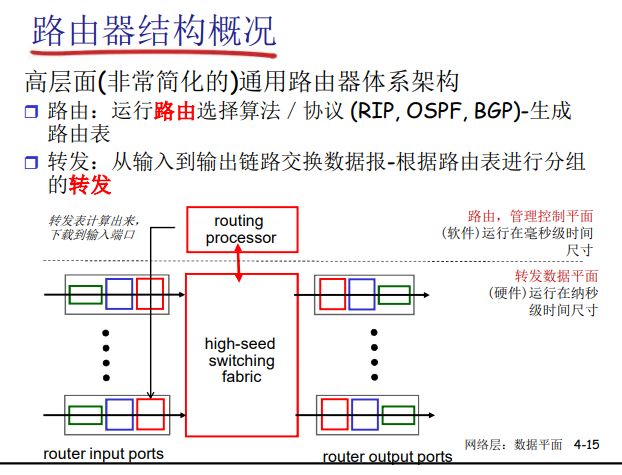 路由器结构概况
高层面(非常简化的)通用路由器体系架构
路由：运行路由选择算法／协议 (RIP, OSPF, BGP)-生成
路由表
转发：从输入到输出链路交换数据报-根据路由表进行分组
的转发
转发表计算出来，
下载到输入端口
routing
processor
路由，管理控制平面
(软件)运行在毫秒级时间
尺寸
转发数据平面
(硬件)运行在纳秒
级时间尺寸
high-seed
switching
fabric
router input ports
router output ports
网络层：数据平面 4-15